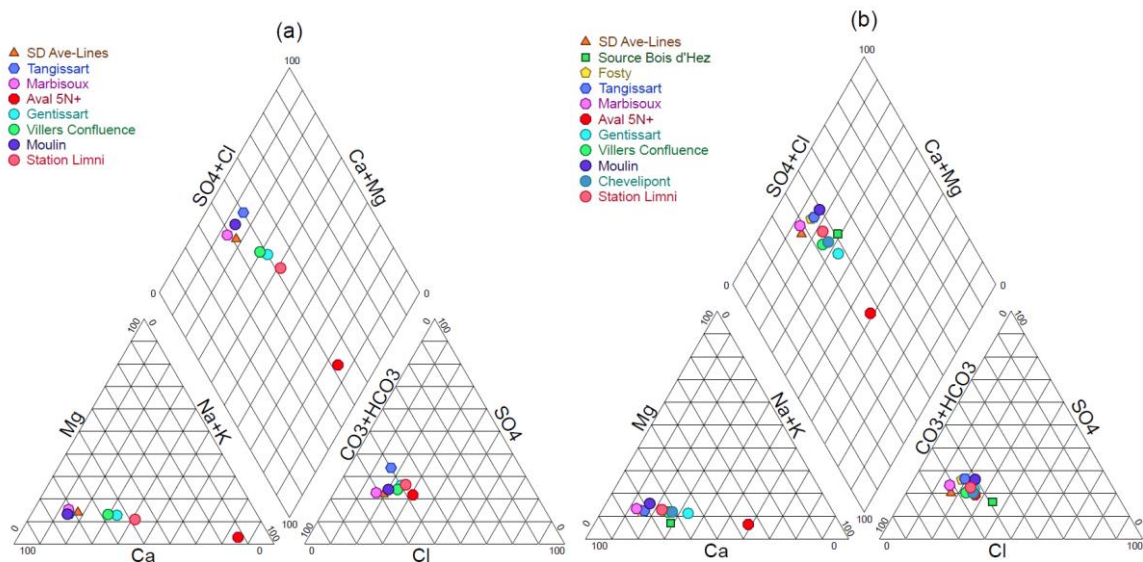 (a)
SD Ave-Lines
Tangissart
Marbisoux
Aval 5N+
Gentissart
Villers Confluence
Moulin
Station Limni
100
SO4+Cl
Ca+Mg
0
0
100
0
100
0
Mg
Na+K
CO3+HCO3
SO4
100
Ca
0
100
0
Cl
100
(b)
SD Ave-Lines
Source Bois d'Hez
Fosty
Tangissart
Marbisoux
Aval 5N+
Gentissart
Villers Confluence
Moulin
Chevelipont
Station Limni
100
SO4+Cl
Ca+Mg
0
0
100
0
100
0
Mg
Na+K
CO3+HCO3
SO4
100
Ca
0
100
0
Cl
100